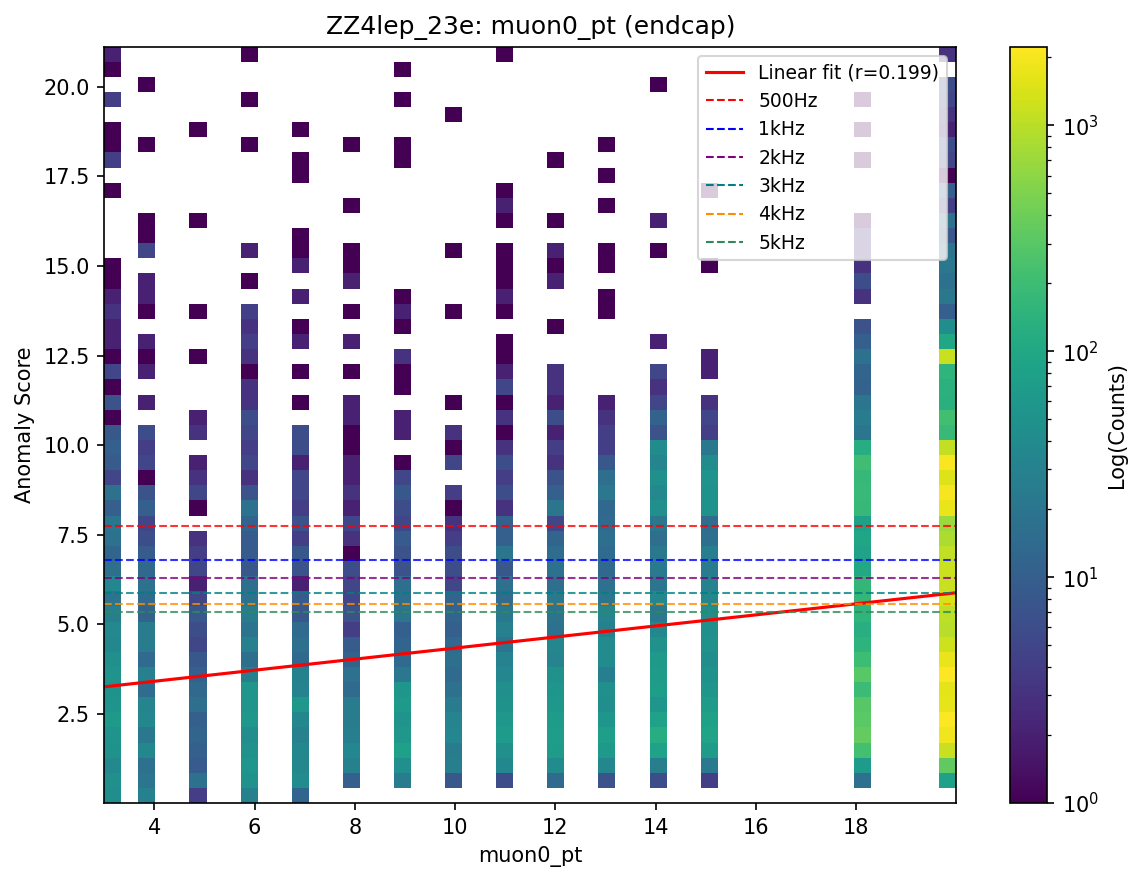 ZZ4lep_23e: muon0_pt (endcap)
Linear fit (r=0.199)
500Hz
1kHz
2kHz
3kHz
4kHz
5kHz
20.0
17.5
15.0
12.5
10.0
7.5
5.0
2.5
Anomaly Score
4
6
8
10
12
14
16
18
muon0_pt
10³
10²
10¹
10⁰
Log(Counts)